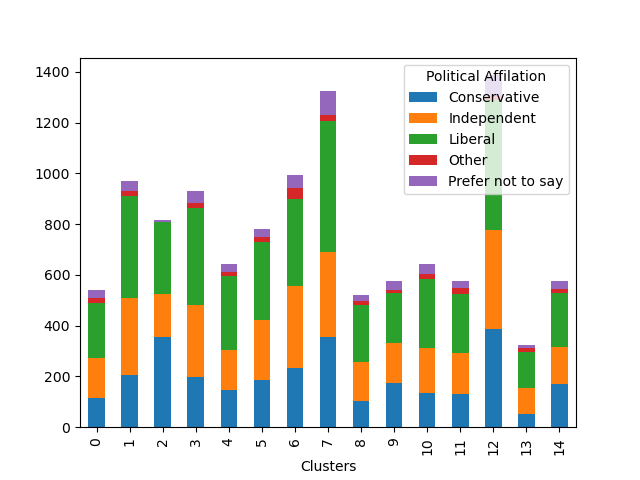 1400
1200
1000
800
600
400
200
0
Political Affilation
Conservative
Independent
Liberal
Other
Prefer not to say
0 1 2 3 4 5 6 7 8 9 10 11 12 13 14
Clusters